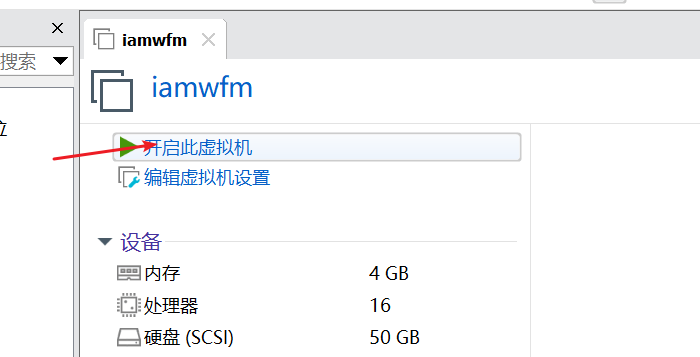 iamwfm
搜索
iamwfm
位
开启此虚拟机
编辑虚拟机设置
设备
内存 4 GB
处理器 16
硬盘 (SCSI) 50 GB